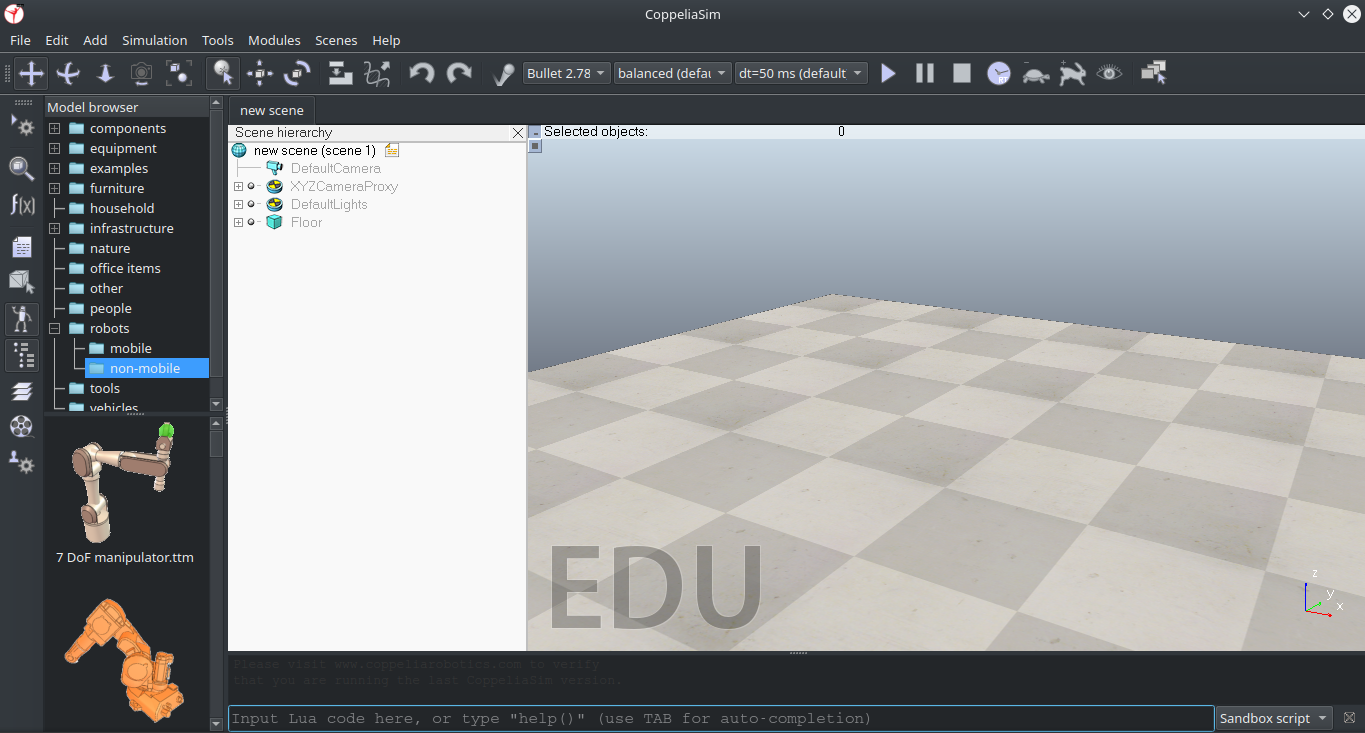 CoppeliaSim
File Edit Add Simulation Tools Modules Scenes Help
Bullet 2.78 balanced (defau dt=50 ms (default RT
Model browser
components
equipment
examples
furniture
household
infrastructure
nature
office items
other
people
robots
mobile
non-mobile
tools
vehicles
7 DoF manipulator.ttm
f(x)
new scene
Scene hierarchy
new scene (scene 1)
DefaultCamera
XYZCameraProxy
DefaultLights
Floor
Selected objects: 0
EDU
z
y
x
Please visit www.coppeliarobotics.com to verify
that you are running the last CoppeliaSim version.
Input Lua code here, or type "help()" (use TAB for auto-completion)
Sandbox script